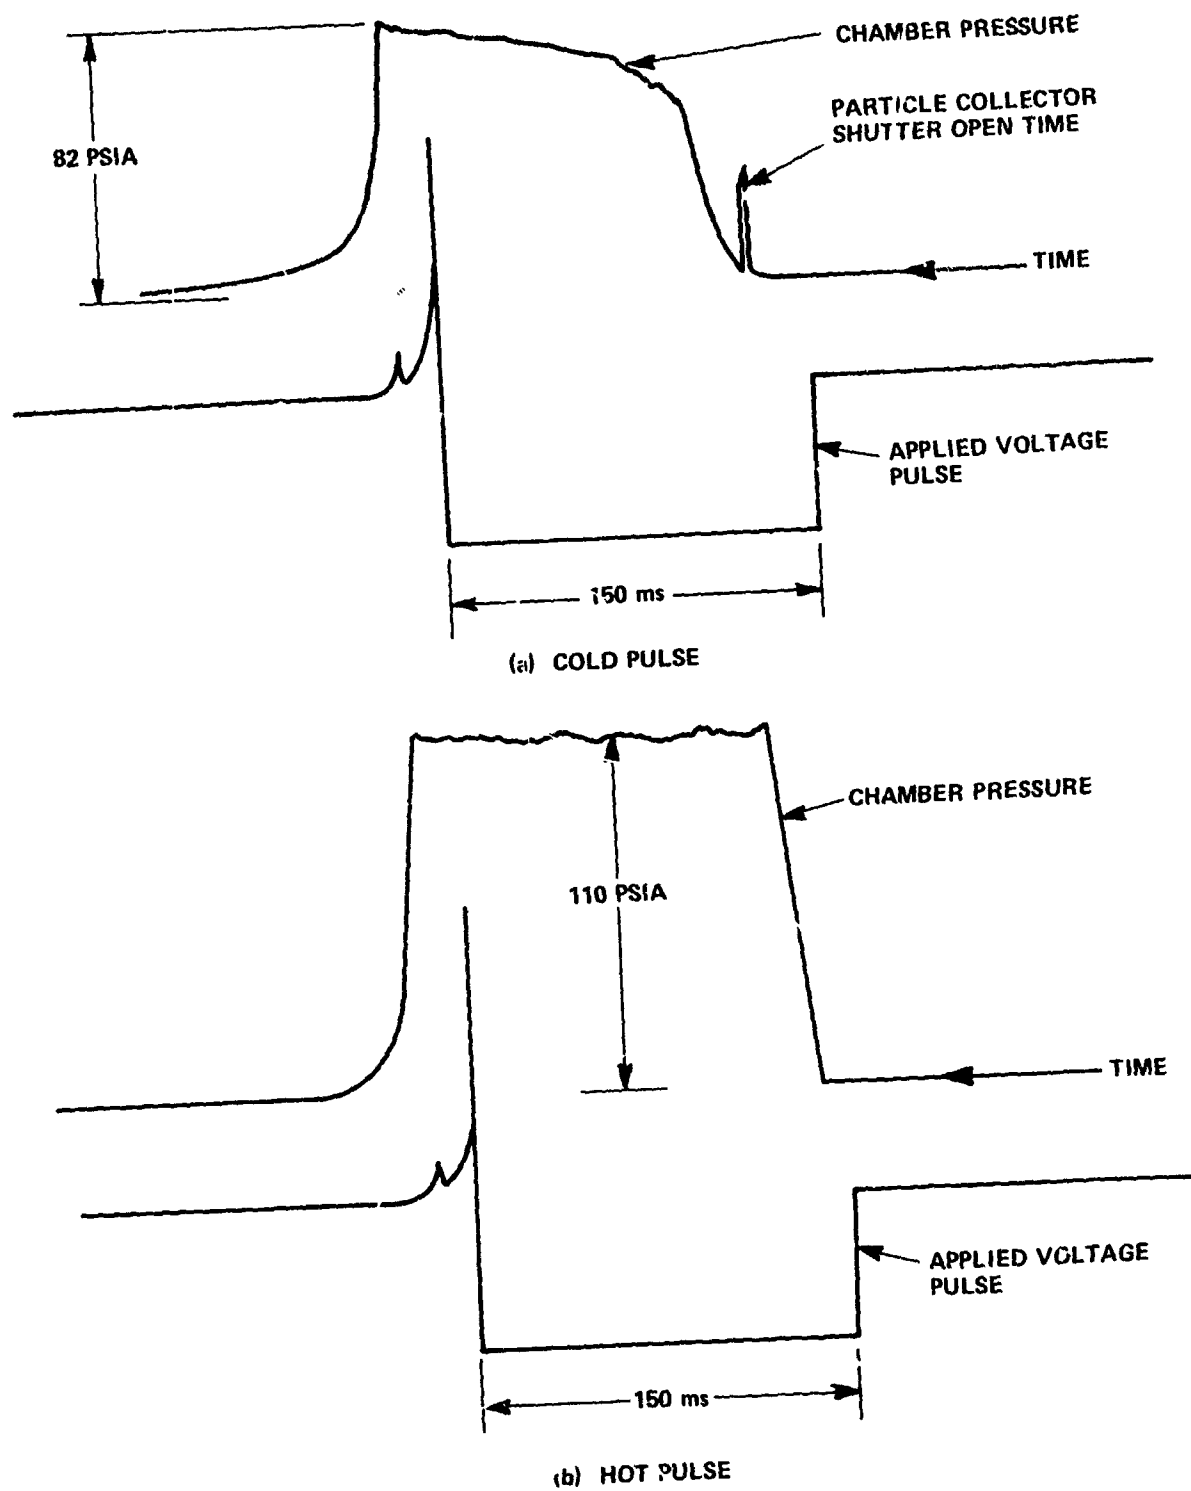 CHAMBER PRESSURE
PARTICLE COLLECTOR
SHUTTER OPEN TIME
82 PSIA
TIME
APPLIED VOLTAGE
PULSE
150 ms
(a) COLD PULSE
CHAMBER PRESSURE
110 PSIA
TIME
APPLIED VOLTAGE
PULSE
150 ms
(b) HOT PULSE